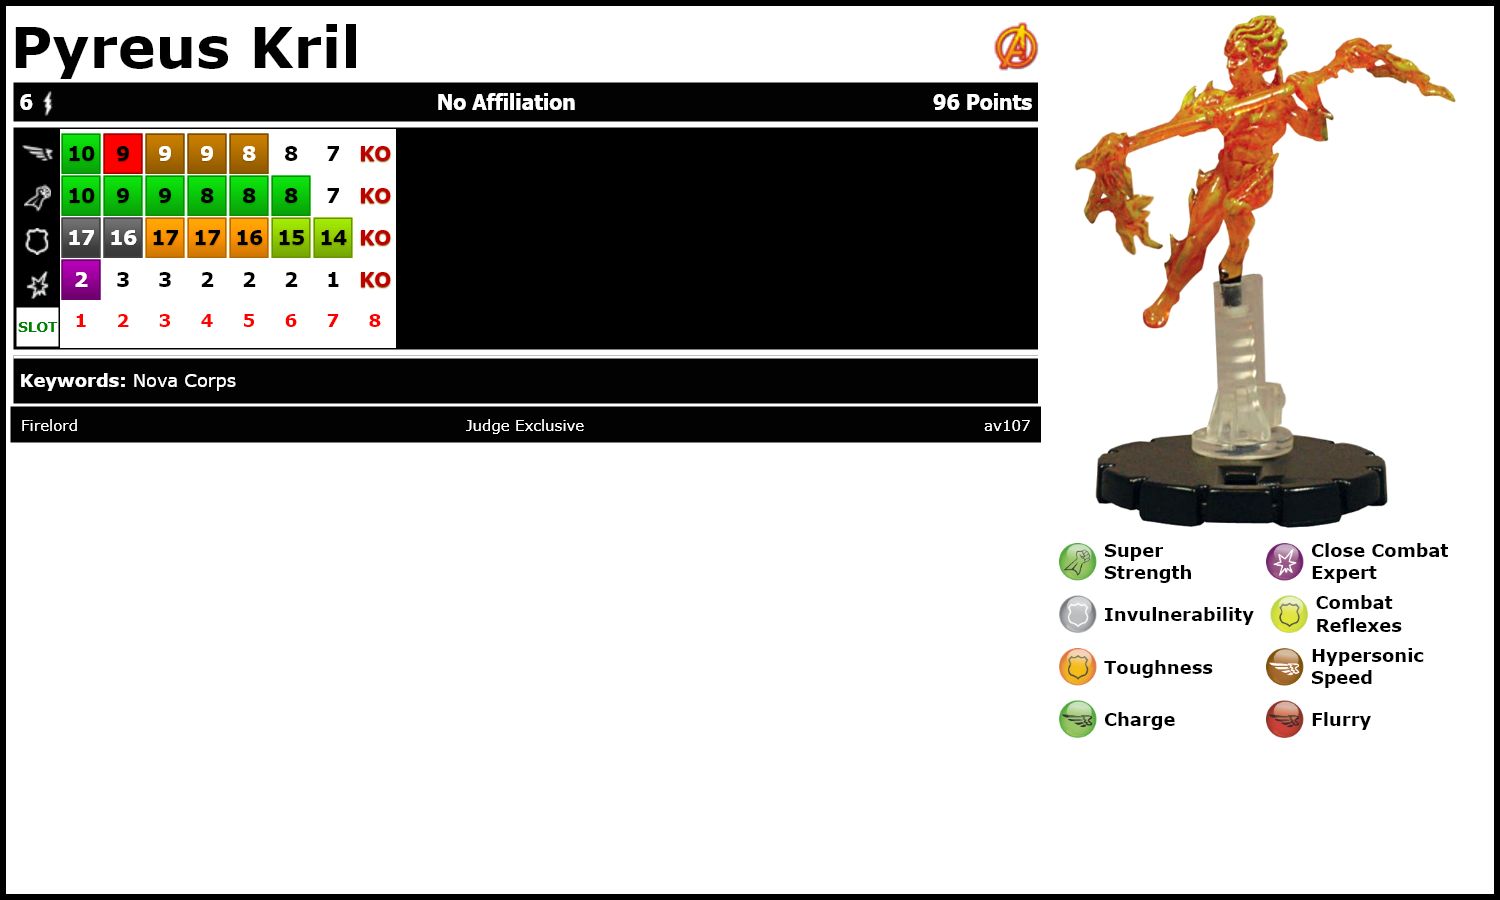 Pyreus Kril
6 No Affiliation 96 Points
10 9 9 9 8 8 7 KO
10 9 9 8 8 8 7 KO
17 16 17 17 16 15 14 KO
2 3 3 2 2 2 1 KO
SLOT 1 2 3 4 5 6 7 8
Keywords: Nova Corps
Firelord Judge Exclusive av107
Super Strength
Close Combat Expert
Invulnerability
Combat Reflexes
Toughness
Hypersonic Speed
Charge
Flurry